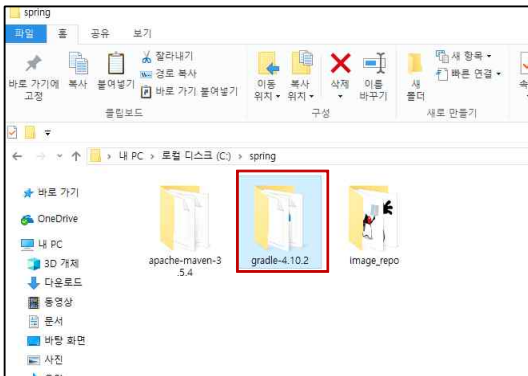 spring
파일 홈 공유 보기
바로 가기에 고정
복사
붙여넣기
잘라내기
경로 복사
바로 가기 붙여넣기
클립보드
이동 위치
복사 위치
삭제
이름 바꾸기
구성
새 폴더
새 항목
빠른 연결
새로 만들기
속
내 PC > 로컬 디스크 (C:) > spring
바로 가기
OneDrive
내 PC
3D 개체
다운로드
동영상
문서
바탕 화면
사진
apache-maven-3
.5.4
gradle-4.10.2
image_repo